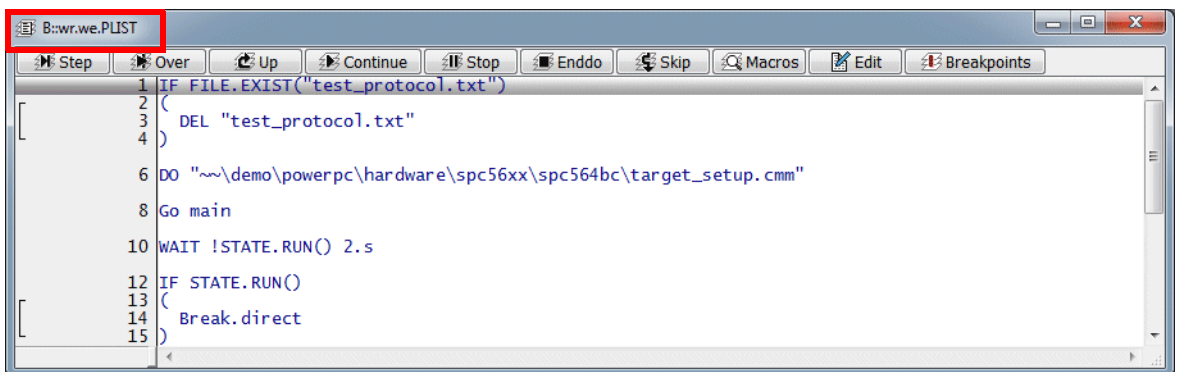 B::wr.we.PLIST
Step Over Up Continue Stop Enddo Skip Macros Edit Breakpoints
1 IF FILE.EXIST("test_protocol.txt")
2 (
3 DEL "test_protocol.txt"
4 )
6 DO "~~\demo\powerpc\hardware\spc56xx\spc564bc\target_setup.cmm"
8 Go main
10 WAIT !STATE.RUN() 2.s
12 IF STATE.RUN()
13 (
14 Break.direct
15 )